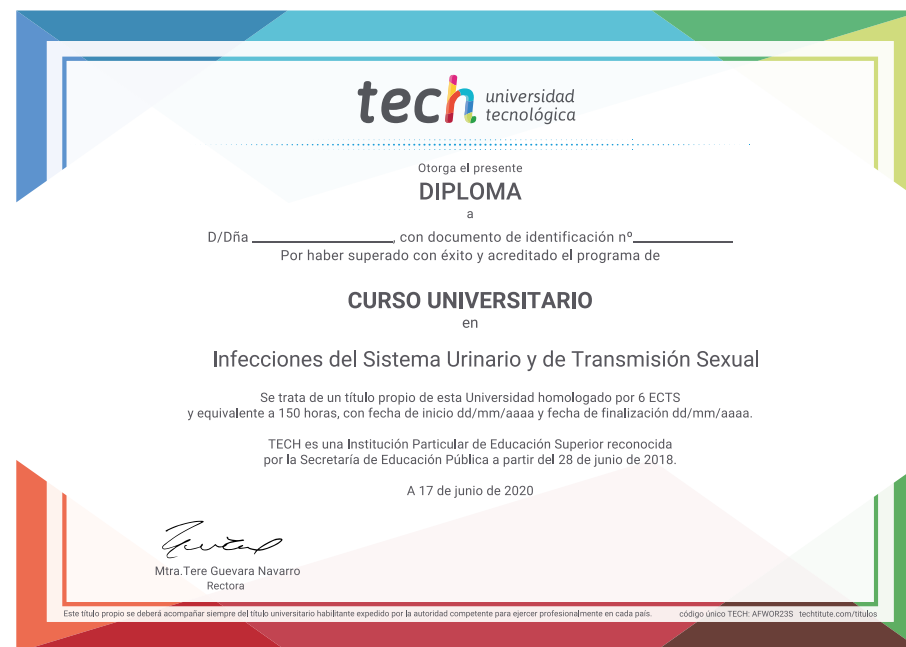 tech universidad
tecnológica
Otorga el presente
DIPLOMA
a
D/Dña ______________, con documento de identificación nº__________
Por haber superado con éxito y acreditado el programa de
CURSO UNIVERSITARIO
en
Infecciones del Sistema Urinario y de Transmisión Sexual
Se trata de un título propio de esta Universidad homologado por 6 ECTS
y equivalente a 150 horas, con fecha de inicio dd/mm/aaaa y fecha de finalización dd/mm/aaaa.
TECH es una Institución Particular de Educación Superior reconocida
por la Secretaría de Educación Pública a partir del 28 de junio de 2018.
A 17 de junio de 2020
Mtra.Tere Guevara Navarro
Rectora
Este título propio se deberá acompañar siempre del título universitario habilitante expedido por la autoridad competente para ejercer profesionalmente en cada país. código único TECH: AFWOR23S techtitute.com/titulos